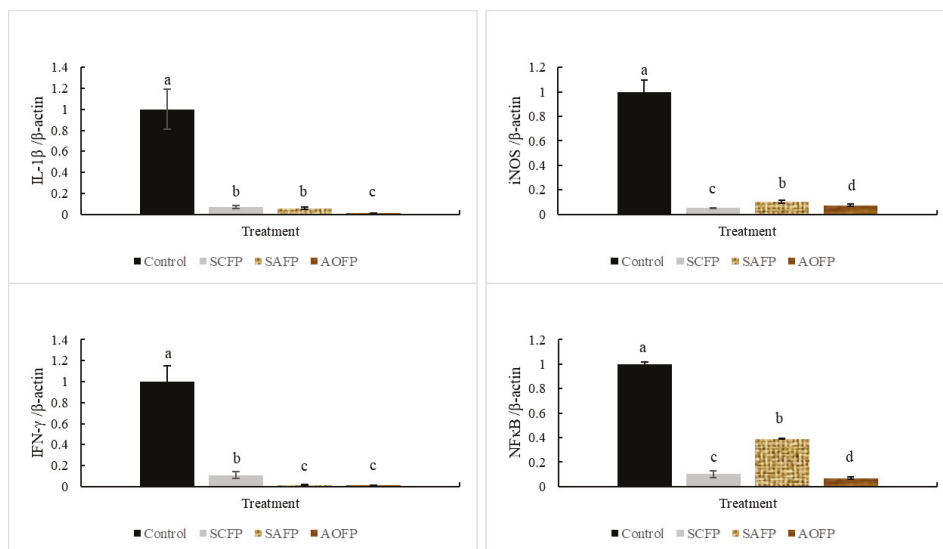 IL-1β /β-actin
1.4
1.2
1
0.8
0.6
0.4
0.2
0
a
b
b
c
Treatment
Control SCFP SAFP AOFP
iNOS /β-actin
1.2
1
0.8
0.6
0.4
0.2
0
a
c
b
d
Treatment
Control SCFP SAFP AOFP
IFN-γ /β-actin
1.4
1.2
1
0.8
0.6
0.4
0.2
0
a
b
c
c
Treatment
Control SCFP SAFP AOFP
NFκB /β-actin
1.2
1
0.8
0.6
0.4
0.2
0
a
c
b
d
Treatment
Control SCFP SAFP AOFP